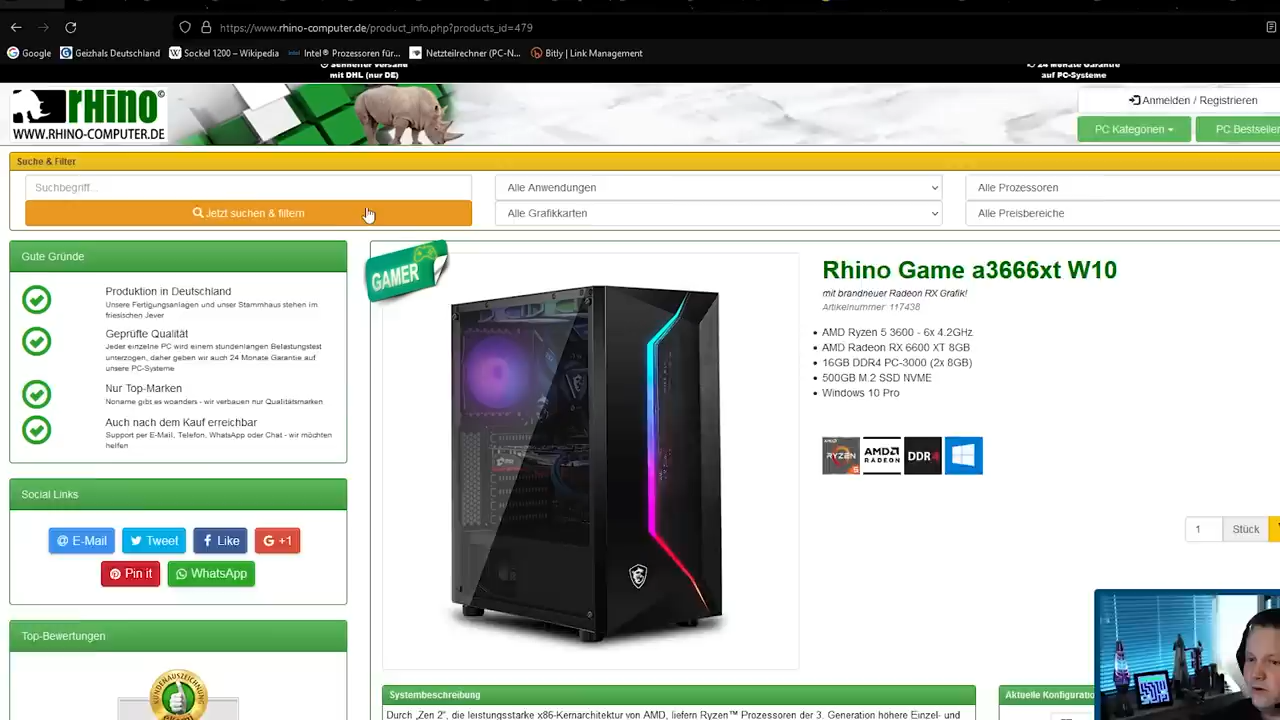 https://www.rhino-computer.de/product_info.php?products_id=479
Google
Geizhals Deutschland
Sockel 1200 – Wikipedia
Intel® Prozessoren für...
Netzteilrechner (PC-N...
Bitly | Link Management
schneller Versand
mit DHL (nur DE)
24 Monate Garantie
auf PC-Systeme
rHino©
WWW.RHINO-COMPUTER.DE
Anmelden / Registrieren
PC Kategorien
PC Bestseller
Suche & Filter
Suchbegriff...
Alle Anwendungen
Alle Prozessoren
Jetzt suchen & filtern
Alle Grafikkarten
Alle Preisbereiche
Gute Gründe
Produktion in Deutschland
Unsere Fertigungsanlagen und unser Stammhaus stehen im
friesischen Jever
Geprüfte Qualität
Jeder einzelne PC wird einem stundenlangen Belastungstest
unterzogen, daher geben wir auch 24 Monate Garantie auf
unsere PC-Systeme
Nur Top-Marken
Noname gibt es woanders - wir verbauen nur Qualitätsmarken
Auch nach dem Kauf erreichbar
Support per E-Mail, Telefon, WhatsApp oder Chat - wir möchten
helfen
Social Links
@ E-Mail
Tweet
Like
G +1
Pin it
WhatsApp
Top-Bewertungen
KUNDENAUSZEICHNUNG
GAMER
Rhino Game a3666xt W10
mit brandneuer Radeon RX Grafik!
Artikelnummer: 117438
AMD Ryzen 5 3600 - 6x 4.2GHz
AMD Radeon RX 6600 XT 8GB
16GB DDR4 PC-3000 (2x 8GB)
500GB M.2 SSD NVME
Windows 10 Pro
AMD
RYZEN
5
AMD
RADEON
DDR4
1
Stück
Systembeschreibung
Durch „Zen 2“, die leistungsstarke x86-Kernarchitektur von AMD, liefern Ryzen™ Prozessoren der 3. Generation höhere Einzel- und
Aktuelle Konfiguratio